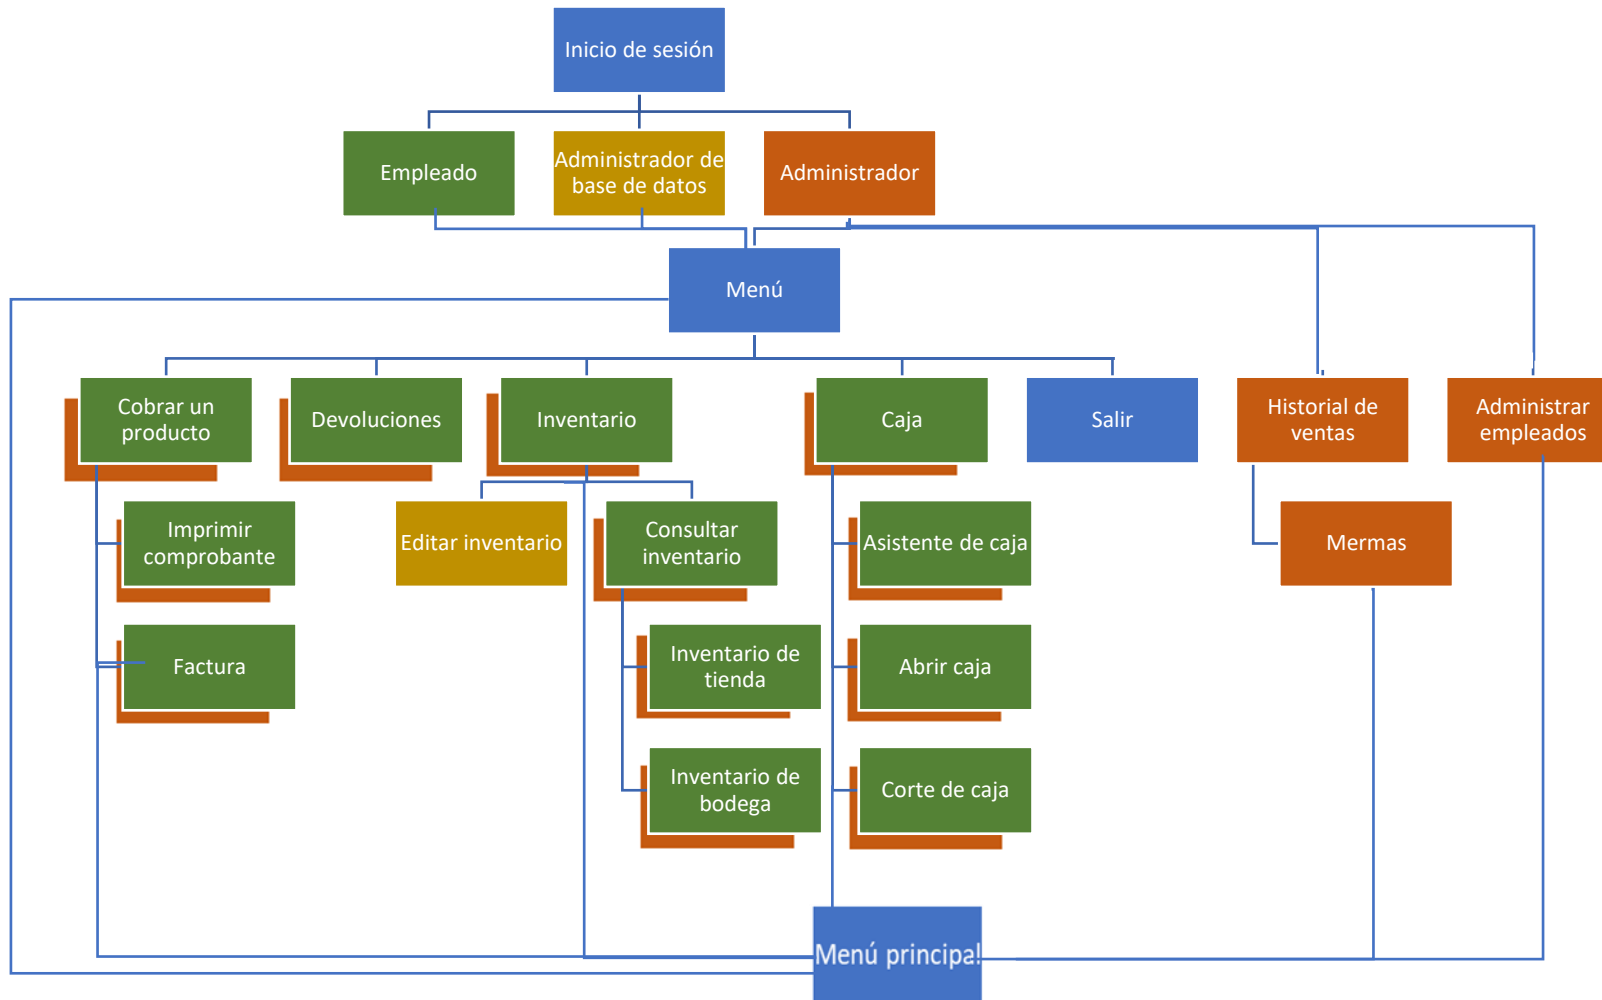 Inicio de sesión
Empleado
Administrador de
base de datos
Administrador
Menú
Cobrar un
producto
Devoluciones
Inventario
Caja
Salir
Historial de
ventas
Administrar
empleados
Imprimir
comprobante
Editar inventario
Consultar
inventario
Asistente de caja
Mermas
Factura
Inventario de
tienda
Abrir caja
Inventario de
bodega
Corte de caja
Menú principal